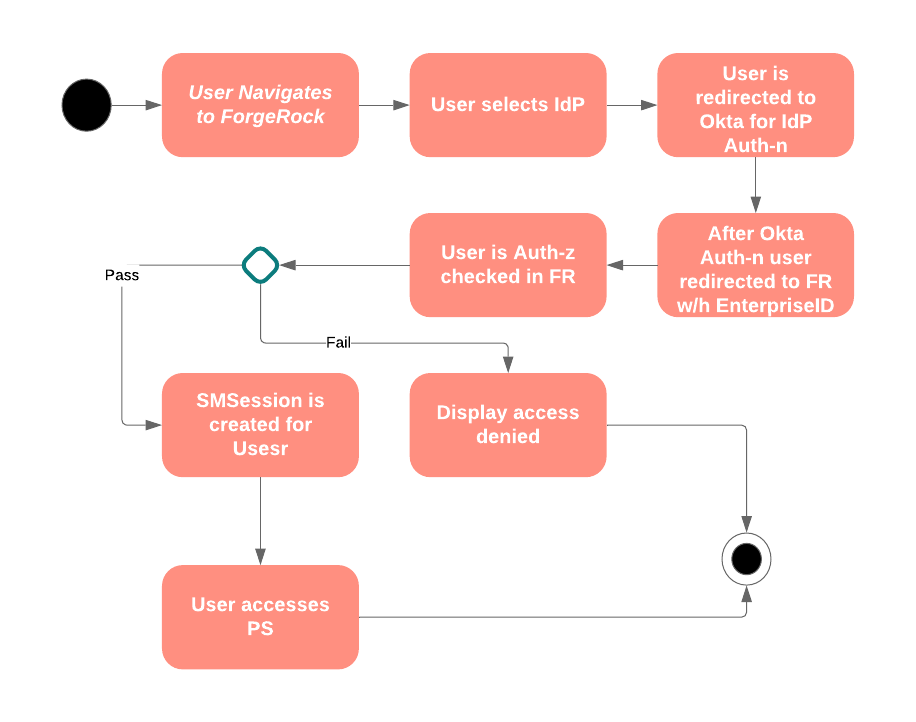 User Navigates
to ForgeRock
User selects IdP
User is
redirected to
Okta for IdP
Auth-n
After Okta
Auth-n user
redirected to FR
w/h EnterpriseID
User is Auth-z
checked in FR
Pass
Fail
SMSession is
created for
Usesr
Display access
denied
User accesses
PS